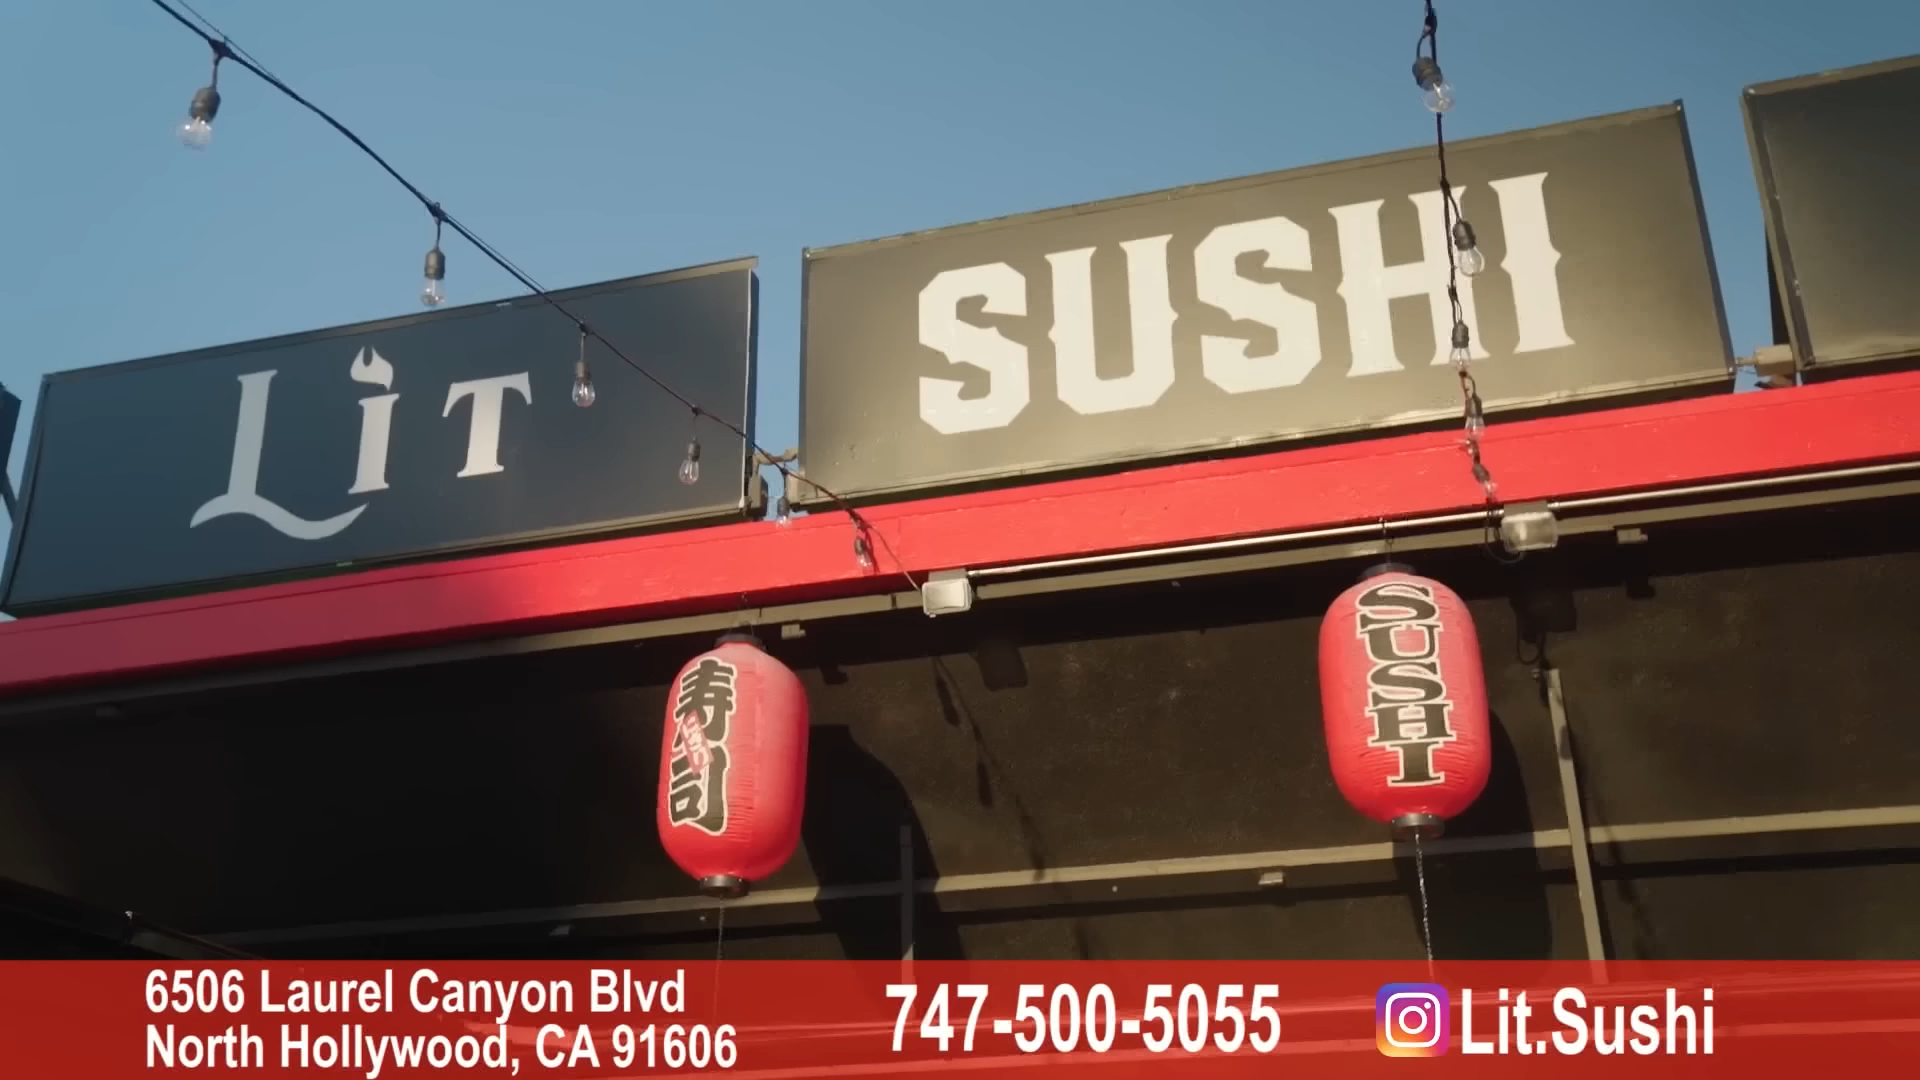 LiT
SUSHI
寿司
SUSHI
6506 Laurel Canyon Blvd
North Hollywood, CA 91606
747-500-5055
Lit.Sushi